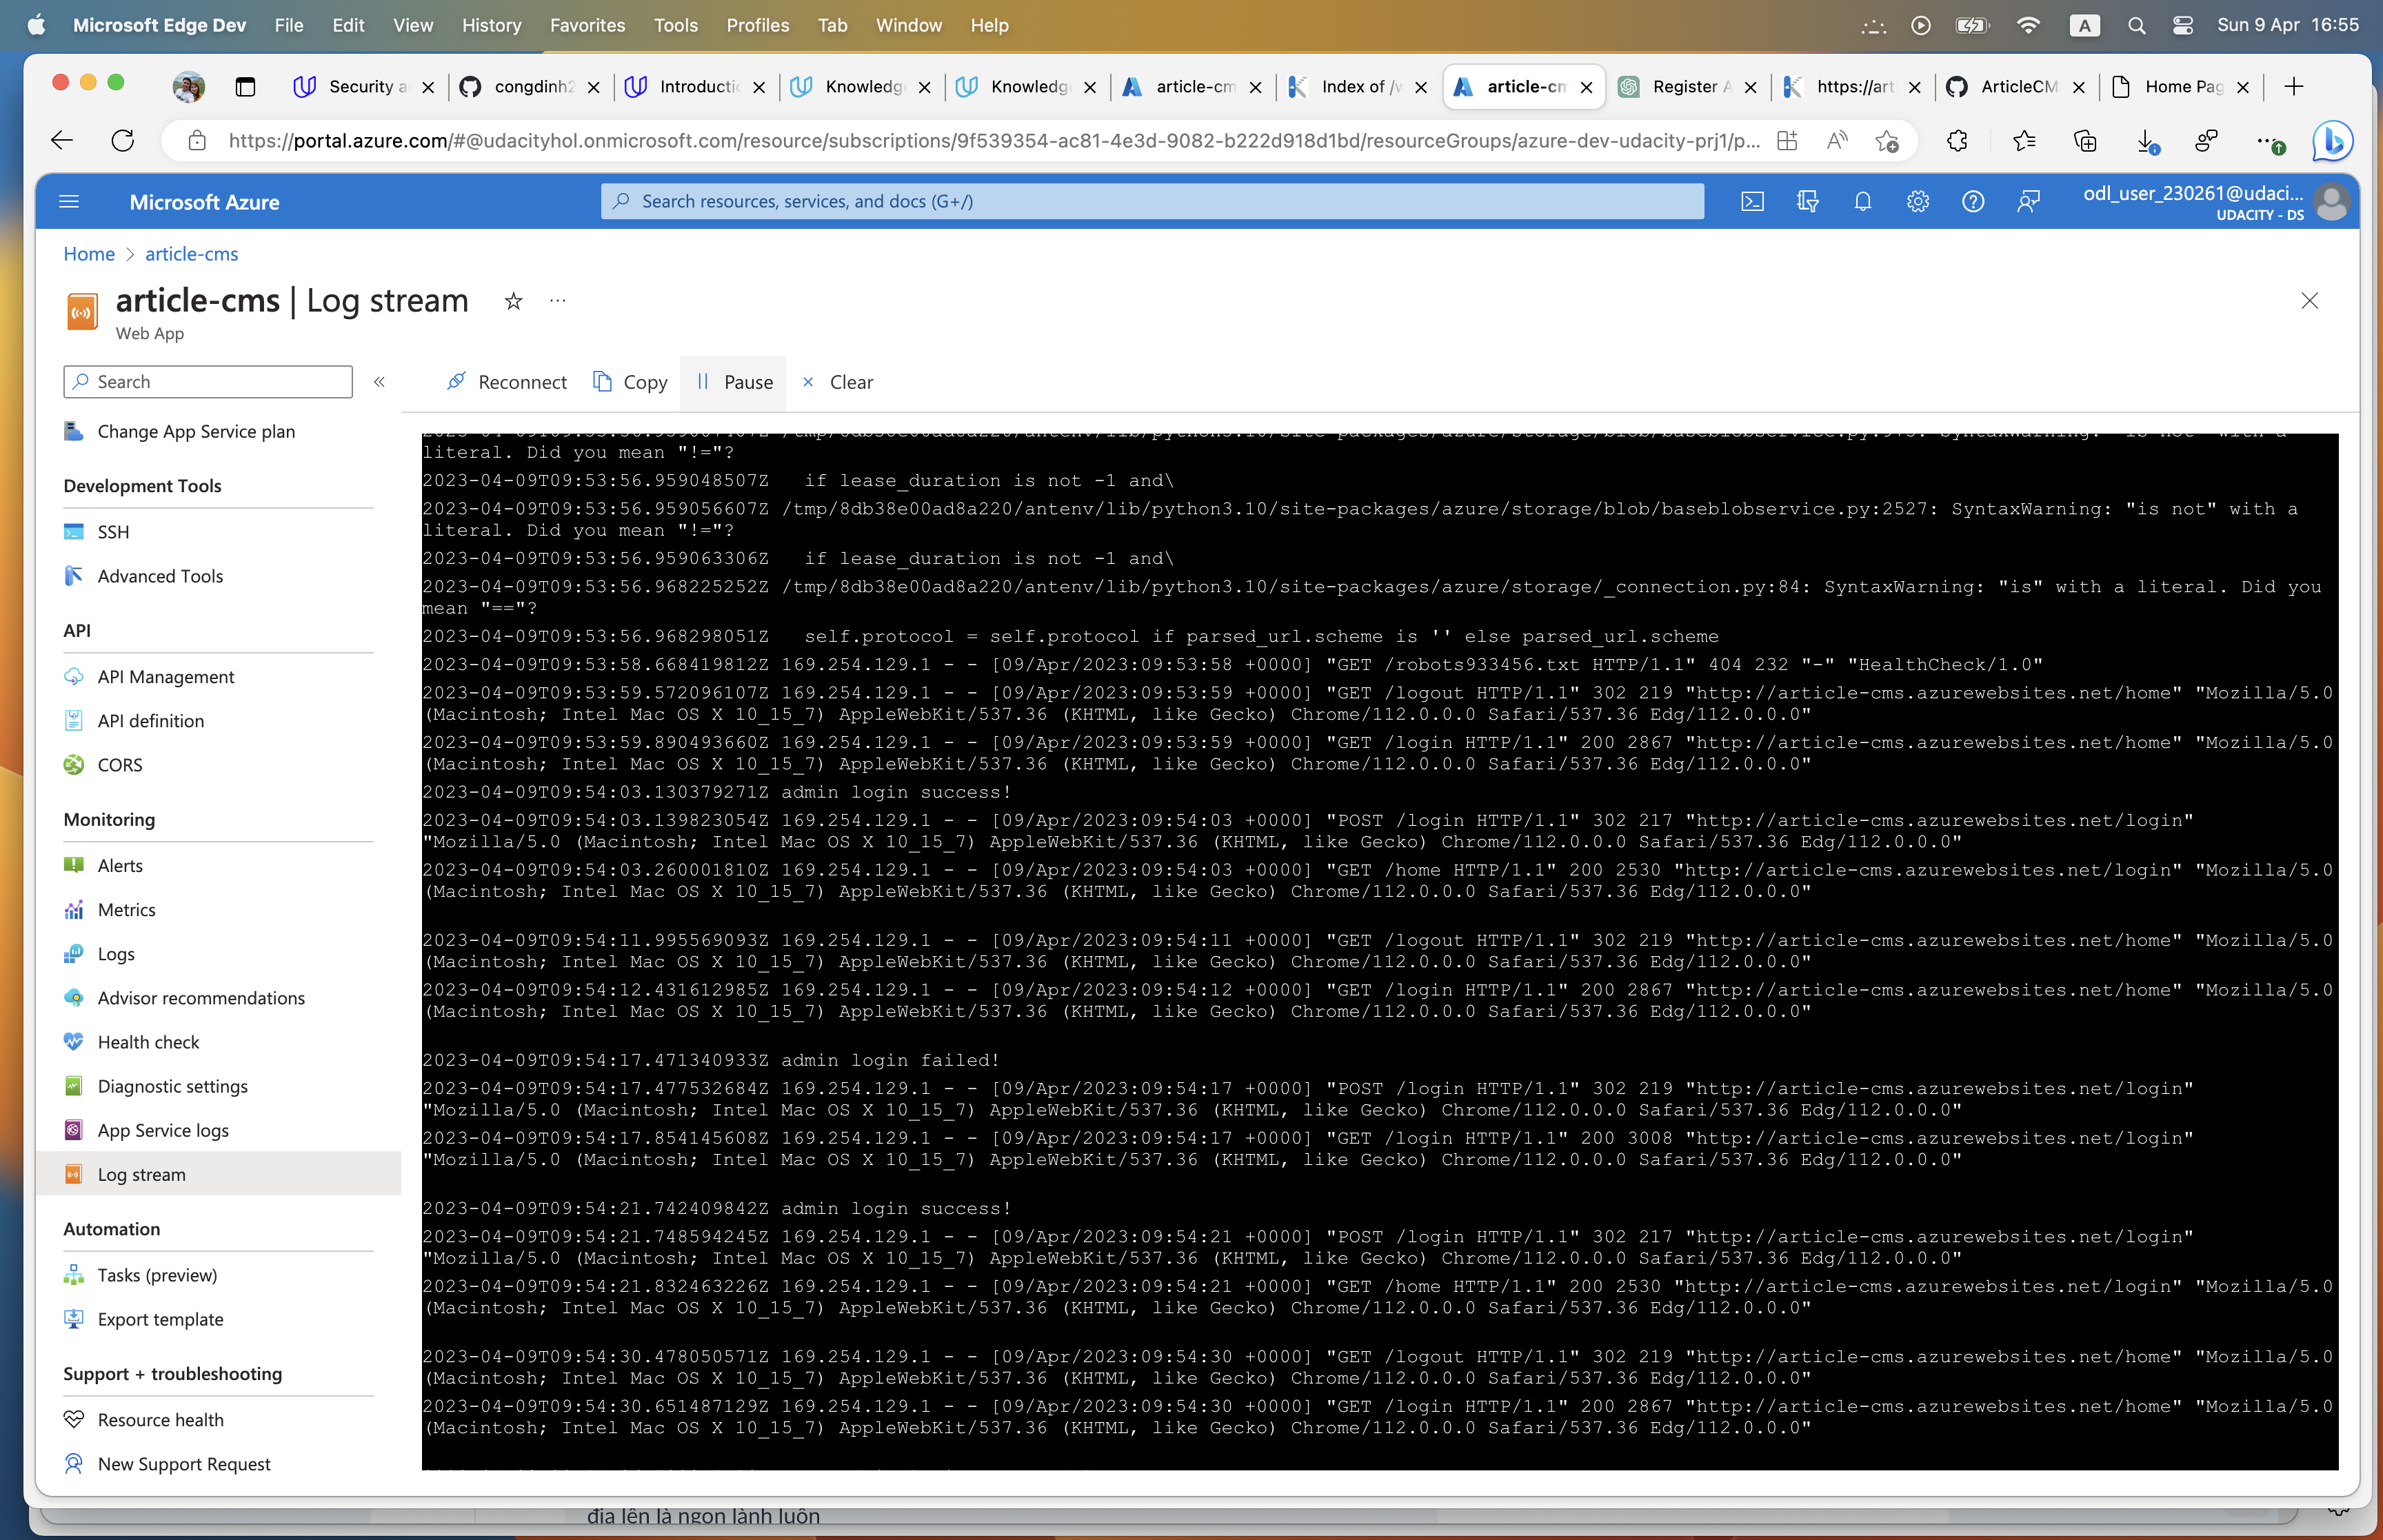 Microsoft Edge Dev File Edit View History Favorites Tools Profiles Tab Window Help A Sun 9 Apr 16:55
Security a congdinh2 Introductio Knowledge Knowledge article-cm Index of /w article-cm Register A https://arti ArticleCM Home Pag
https://portal.azure.com/#@udacityhol.onmicrosoft.com/resource/subscriptions/9f539354-ac81-4e3d-9082-b222d918d1bd/resourceGroups/azure-dev-udacity-prj1/p...
Microsoft Azure
Search resources, services, and docs (G+/)
odl_user_230261@udaci...
UDACITY - DS
Home > article-cms
article-cms | Log stream
Web App
Search
«
Reconnect Copy Pause Clear
Change App Service plan
Development Tools
SSH
Advanced Tools
API
API Management
API definition
CORS
Monitoring
Alerts
Metrics
Logs
Advisor recommendations
Health check
Diagnostic settings
App Service logs
Log stream
Automation
Tasks (preview)
Export template
Support + troubleshooting
Resource health
New Support Request
literal. Did you mean "!="?
2023-04-09T09:53:56.959048507Z   if lease_duration is not -1 and\
2023-04-09T09:53:56.959056607Z /tmp/8db38e00ad8a220/antenv/lib/python3.10/site-packages/azure/storage/blob/baseblobservice.py:2527: SyntaxWarning: "is not" with a
literal. Did you mean "!="?
2023-04-09T09:53:56.959063306Z   if lease_duration is not -1 and\
2023-04-09T09:53:56.968225252Z /tmp/8db38e00ad8a220/antenv/lib/python3.10/site-packages/azure/storage/_connection.py:84: SyntaxWarning: "is" with a literal. Did you
mean "=="?
2023-04-09T09:53:56.968298051Z   self.protocol = self.protocol if parsed_url.scheme is '' else parsed_url.scheme
2023-04-09T09:53:58.668419812Z 169.254.129.1 - - [09/Apr/2023:09:53:58 +0000] "GET /robots933456.txt HTTP/1.1" 404 232 "-" "HealthCheck/1.0"
2023-04-09T09:53:59.572096107Z 169.254.129.1 - - [09/Apr/2023:09:53:59 +0000] "GET /logout HTTP/1.1" 302 219 "http://article-cms.azurewebsites.net/home" "Mozilla/5.0
(Macintosh; Intel Mac OS X 10_15_7) AppleWebKit/537.36 (KHTML, like Gecko) Chrome/112.0.0.0 Safari/537.36 Edg/112.0.0.0"
2023-04-09T09:53:59.890493660Z 169.254.129.1 - - [09/Apr/2023:09:53:59 +0000] "GET /login HTTP/1.1" 200 2867 "http://article-cms.azurewebsites.net/home" "Mozilla/5.0
(Macintosh; Intel Mac OS X 10_15_7) AppleWebKit/537.36 (KHTML, like Gecko) Chrome/112.0.0.0 Safari/537.36 Edg/112.0.0.0"
2023-04-09T09:54:03.130379271Z admin login success!
2023-04-09T09:54:03.139823054Z 169.254.129.1 - - [09/Apr/2023:09:54:03 +0000] "POST /login HTTP/1.1" 302 217 "http://article-cms.azurewebsites.net/login"
"Mozilla/5.0 (Macintosh; Intel Mac OS X 10_15_7) AppleWebKit/537.36 (KHTML, like Gecko) Chrome/112.0.0.0 Safari/537.36 Edg/112.0.0.0"
2023-04-09T09:54:03.260001810Z 169.254.129.1 - - [09/Apr/2023:09:54:03 +0000] "GET /home HTTP/1.1" 200 2530 "http://article-cms.azurewebsites.net/login" "Mozilla/5.0
(Macintosh; Intel Mac OS X 10_15_7) AppleWebKit/537.36 (KHTML, like Gecko) Chrome/112.0.0.0 Safari/537.36 Edg/112.0.0.0"
2023-04-09T09:54:11.995569093Z 169.254.129.1 - - [09/Apr/2023:09:54:11 +0000] "GET /logout HTTP/1.1" 302 219 "http://article-cms.azurewebsites.net/home" "Mozilla/5.0
(Macintosh; Intel Mac OS X 10_15_7) AppleWebKit/537.36 (KHTML, like Gecko) Chrome/112.0.0.0 Safari/537.36 Edg/112.0.0.0"
2023-04-09T09:54:12.431612985Z 169.254.129.1 - - [09/Apr/2023:09:54:12 +0000] "GET /login HTTP/1.1" 200 2867 "http://article-cms.azurewebsites.net/home" "Mozilla/5.0
(Macintosh; Intel Mac OS X 10_15_7) AppleWebKit/537.36 (KHTML, like Gecko) Chrome/112.0.0.0 Safari/537.36 Edg/112.0.0.0"
2023-04-09T09:54:17.471340933Z admin login failed!
2023-04-09T09:54:17.477532684Z 169.254.129.1 - - [09/Apr/2023:09:54:17 +0000] "POST /login HTTP/1.1" 302 219 "http://article-cms.azurewebsites.net/login"
"Mozilla/5.0 (Macintosh; Intel Mac OS X 10_15_7) AppleWebKit/537.36 (KHTML, like Gecko) Chrome/112.0.0.0 Safari/537.36 Edg/112.0.0.0"
2023-04-09T09:54:17.854145608Z 169.254.129.1 - - [09/Apr/2023:09:54:17 +0000] "GET /login HTTP/1.1" 200 3008 "http://article-cms.azurewebsites.net/login"
"Mozilla/5.0 (Macintosh; Intel Mac OS X 10_15_7) AppleWebKit/537.36 (KHTML, like Gecko) Chrome/112.0.0.0 Safari/537.36 Edg/112.0.0.0"
2023-04-09T09:54:21.742409842Z admin login success!
2023-04-09T09:54:21.748594245Z 169.254.129.1 - - [09/Apr/2023:09:54:21 +0000] "POST /login HTTP/1.1" 302 217 "http://article-cms.azurewebsites.net/login"
"Mozilla/5.0 (Macintosh; Intel Mac OS X 10_15_7) AppleWebKit/537.36 (KHTML, like Gecko) Chrome/112.0.0.0 Safari/537.36 Edg/112.0.0.0"
2023-04-09T09:54:21.832463226Z 169.254.129.1 - - [09/Apr/2023:09:54:21 +0000] "GET /home HTTP/1.1" 200 2530 "http://article-cms.azurewebsites.net/login" "Mozilla/5.0
(Macintosh; Intel Mac OS X 10_15_7) AppleWebKit/537.36 (KHTML, like Gecko) Chrome/112.0.0.0 Safari/537.36 Edg/112.0.0.0"
2023-04-09T09:54:30.478050571Z 169.254.129.1 - - [09/Apr/2023:09:54:30 +0000] "GET /logout HTTP/1.1" 302 219 "http://article-cms.azurewebsites.net/home" "Mozilla/5.0
(Macintosh; Intel Mac OS X 10_15_7) AppleWebKit/537.36 (KHTML, like Gecko) Chrome/112.0.0.0 Safari/537.36 Edg/112.0.0.0"
2023-04-09T09:54:30.651487129Z 169.254.129.1 - - [09/Apr/2023:09:54:30 +0000] "GET /login HTTP/1.1" 200 2867 "http://article-cms.azurewebsites.net/home" "Mozilla/5.0
(Macintosh; Intel Mac OS X 10_15_7) AppleWebKit/537.36 (KHTML, like Gecko) Chrome/112.0.0.0 Safari/537.36 Edg/112.0.0.0"
địa lên là ngon lành luôn